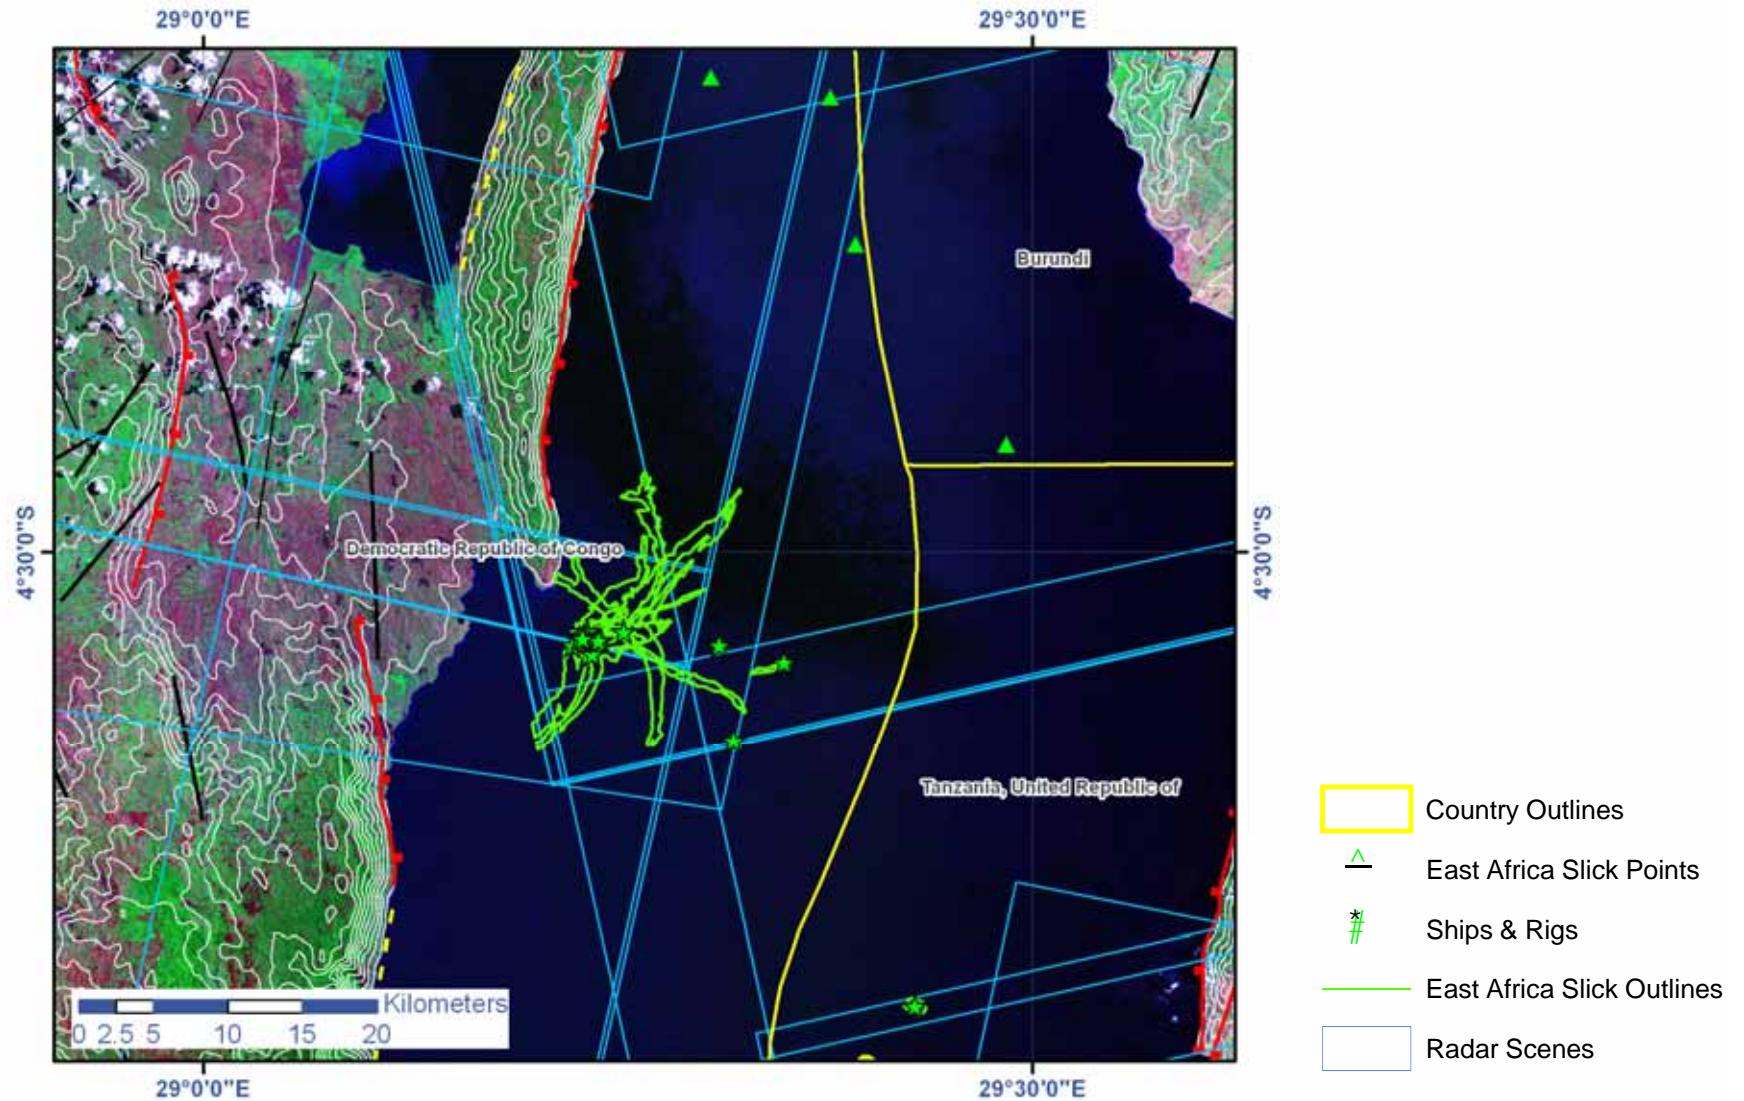 29°0'0"E 29°30'0"E
Burundi
4°30'0"S 4°30'0"S
Democratic Republic of Congo
Tanzania, United Republic of
Country Outlines
^ East Africa Slick Points
*# Ships & Rigs
East Africa Slick Outlines
Radar Scenes
Kilometers
0 2.5 5 10 15 20
29°0'0"E 29°30'0"E